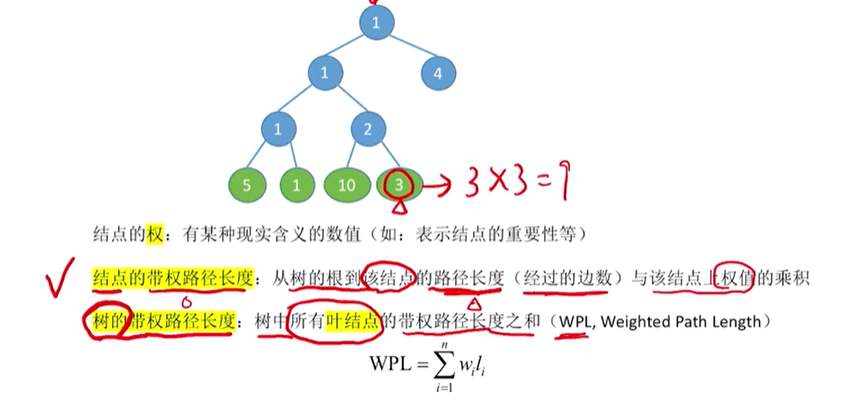 1
1 4
1 2
5 1 10 3 → 3×3=9
结点的权：有某种现实含义的数值（如：表示结点的重要性等）
√ 结点的带权路径长度：从树的根到该结点的路径长度（经过的边数）与该结点上权值的乘积
树的带权路径长度：树中所有叶结点的带权路径长度之和（WPL, Weighted Path Length）
n
WPL = ∑ wᵢlᵢ
i=1